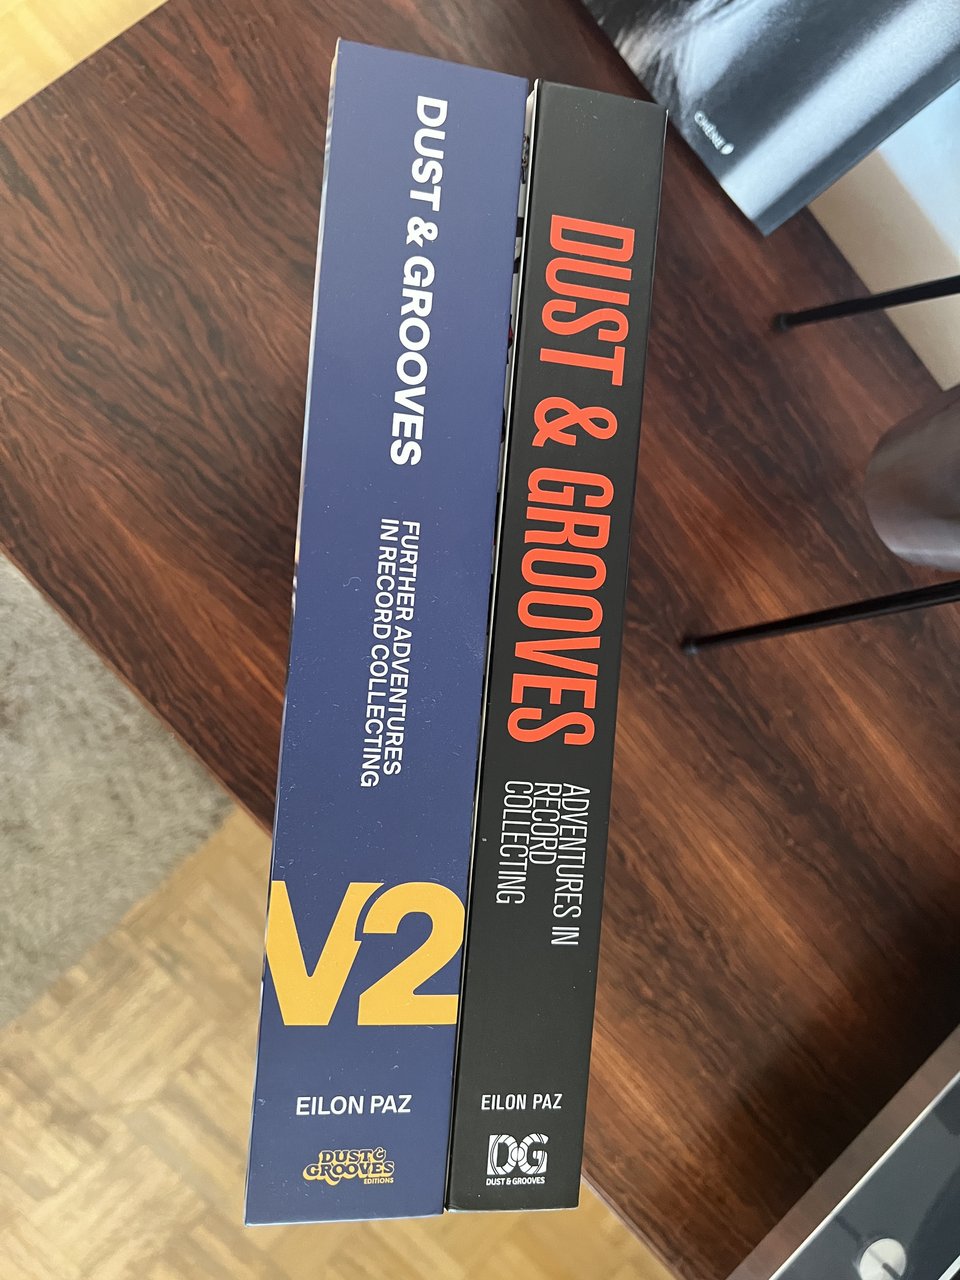 DUST & GROOVES
FURTHER ADVENTURES
IN RECORD COLLECTING
V2
EILON PAZ
DUST &
GROOVES
EDITIONS
DUST & GROOVES
ADVENTURES IN
RECORD
COLLECTING
EILON PAZ
DG
DUST & GROOVES
CHÊNE